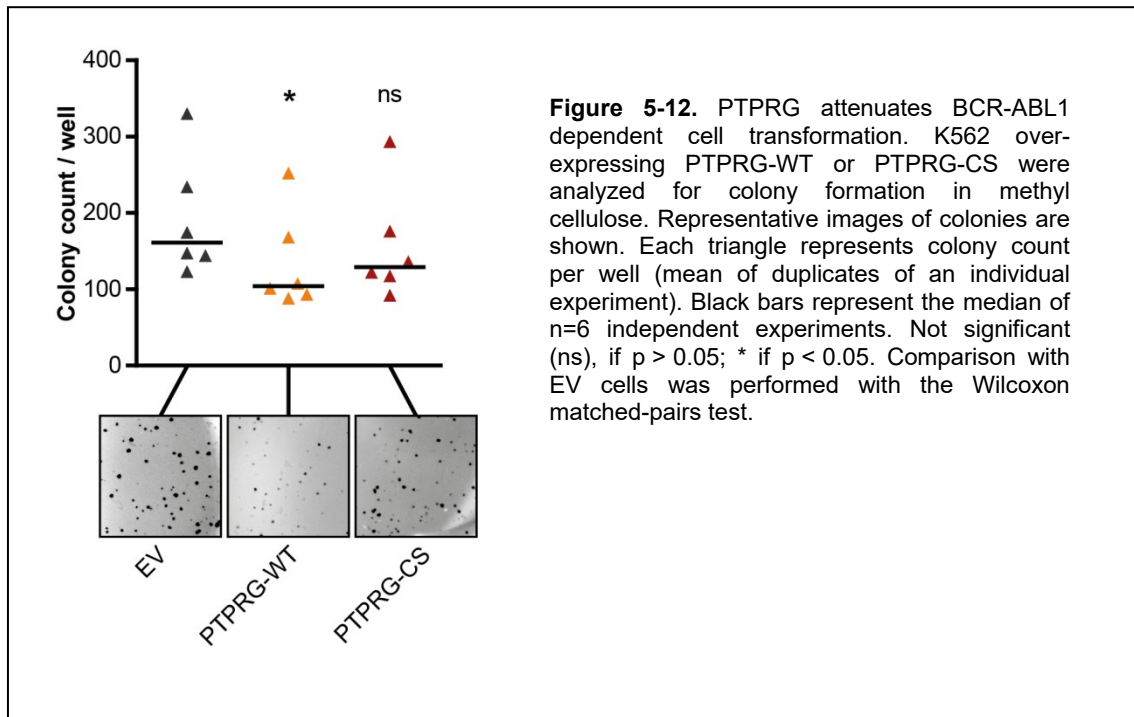 400
300
200
100
0
Colony count / well
*
ns
EV
PTPRG-WT
PTPRG-CS
Figure 5-12. PTPRG attenuates BCR-ABL1
dependent cell transformation. K562 over-
expressing PTPRG-WT or PTPRG-CS were
analyzed for colony formation in methyl
cellulose. Representative images of colonies are
shown. Each triangle represents colony count
per well (mean of duplicates of an individual
experiment). Black bars represent the median of
n=6 independent experiments. Not significant
(ns), if p > 0.05; * if p < 0.05. Comparison with
EV cells was performed with the Wilcoxon
matched-pairs test.